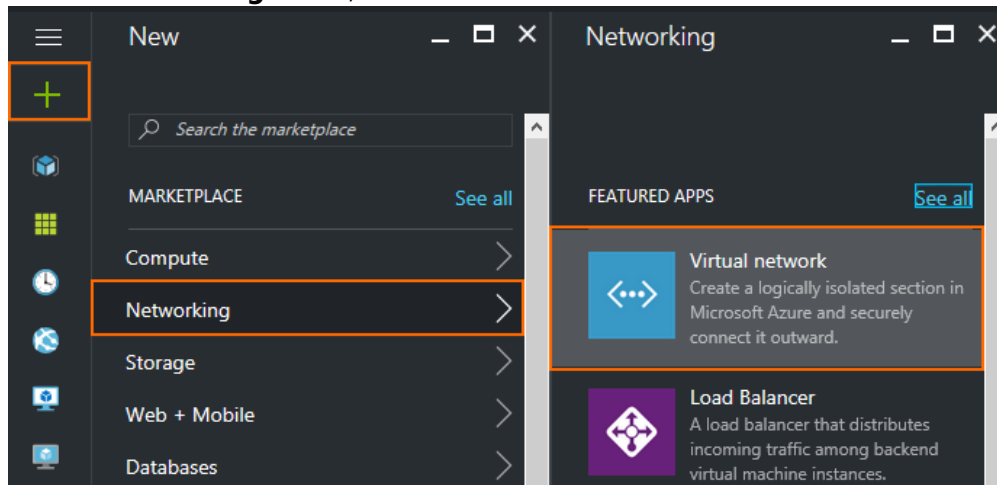 New
Networking
Search the marketplace
MARKETPLACE
See all
Compute
Networking
Storage
Web + Mobile
Databases
FEATURED APPS
See all
Virtual network
Create a logically isolated section in
Microsoft Azure and securely
connect it outward.
Load Balancer
A load balancer that distributes
incoming traffic among backend
virtual machine instances.